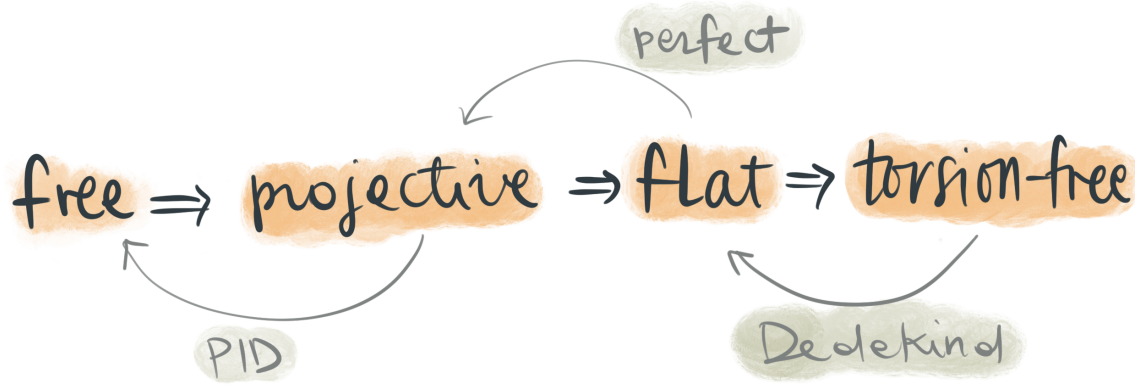 perfect
free ⇒ projective ⇒ flat ⇒ torsion-free
PID
Dedekind